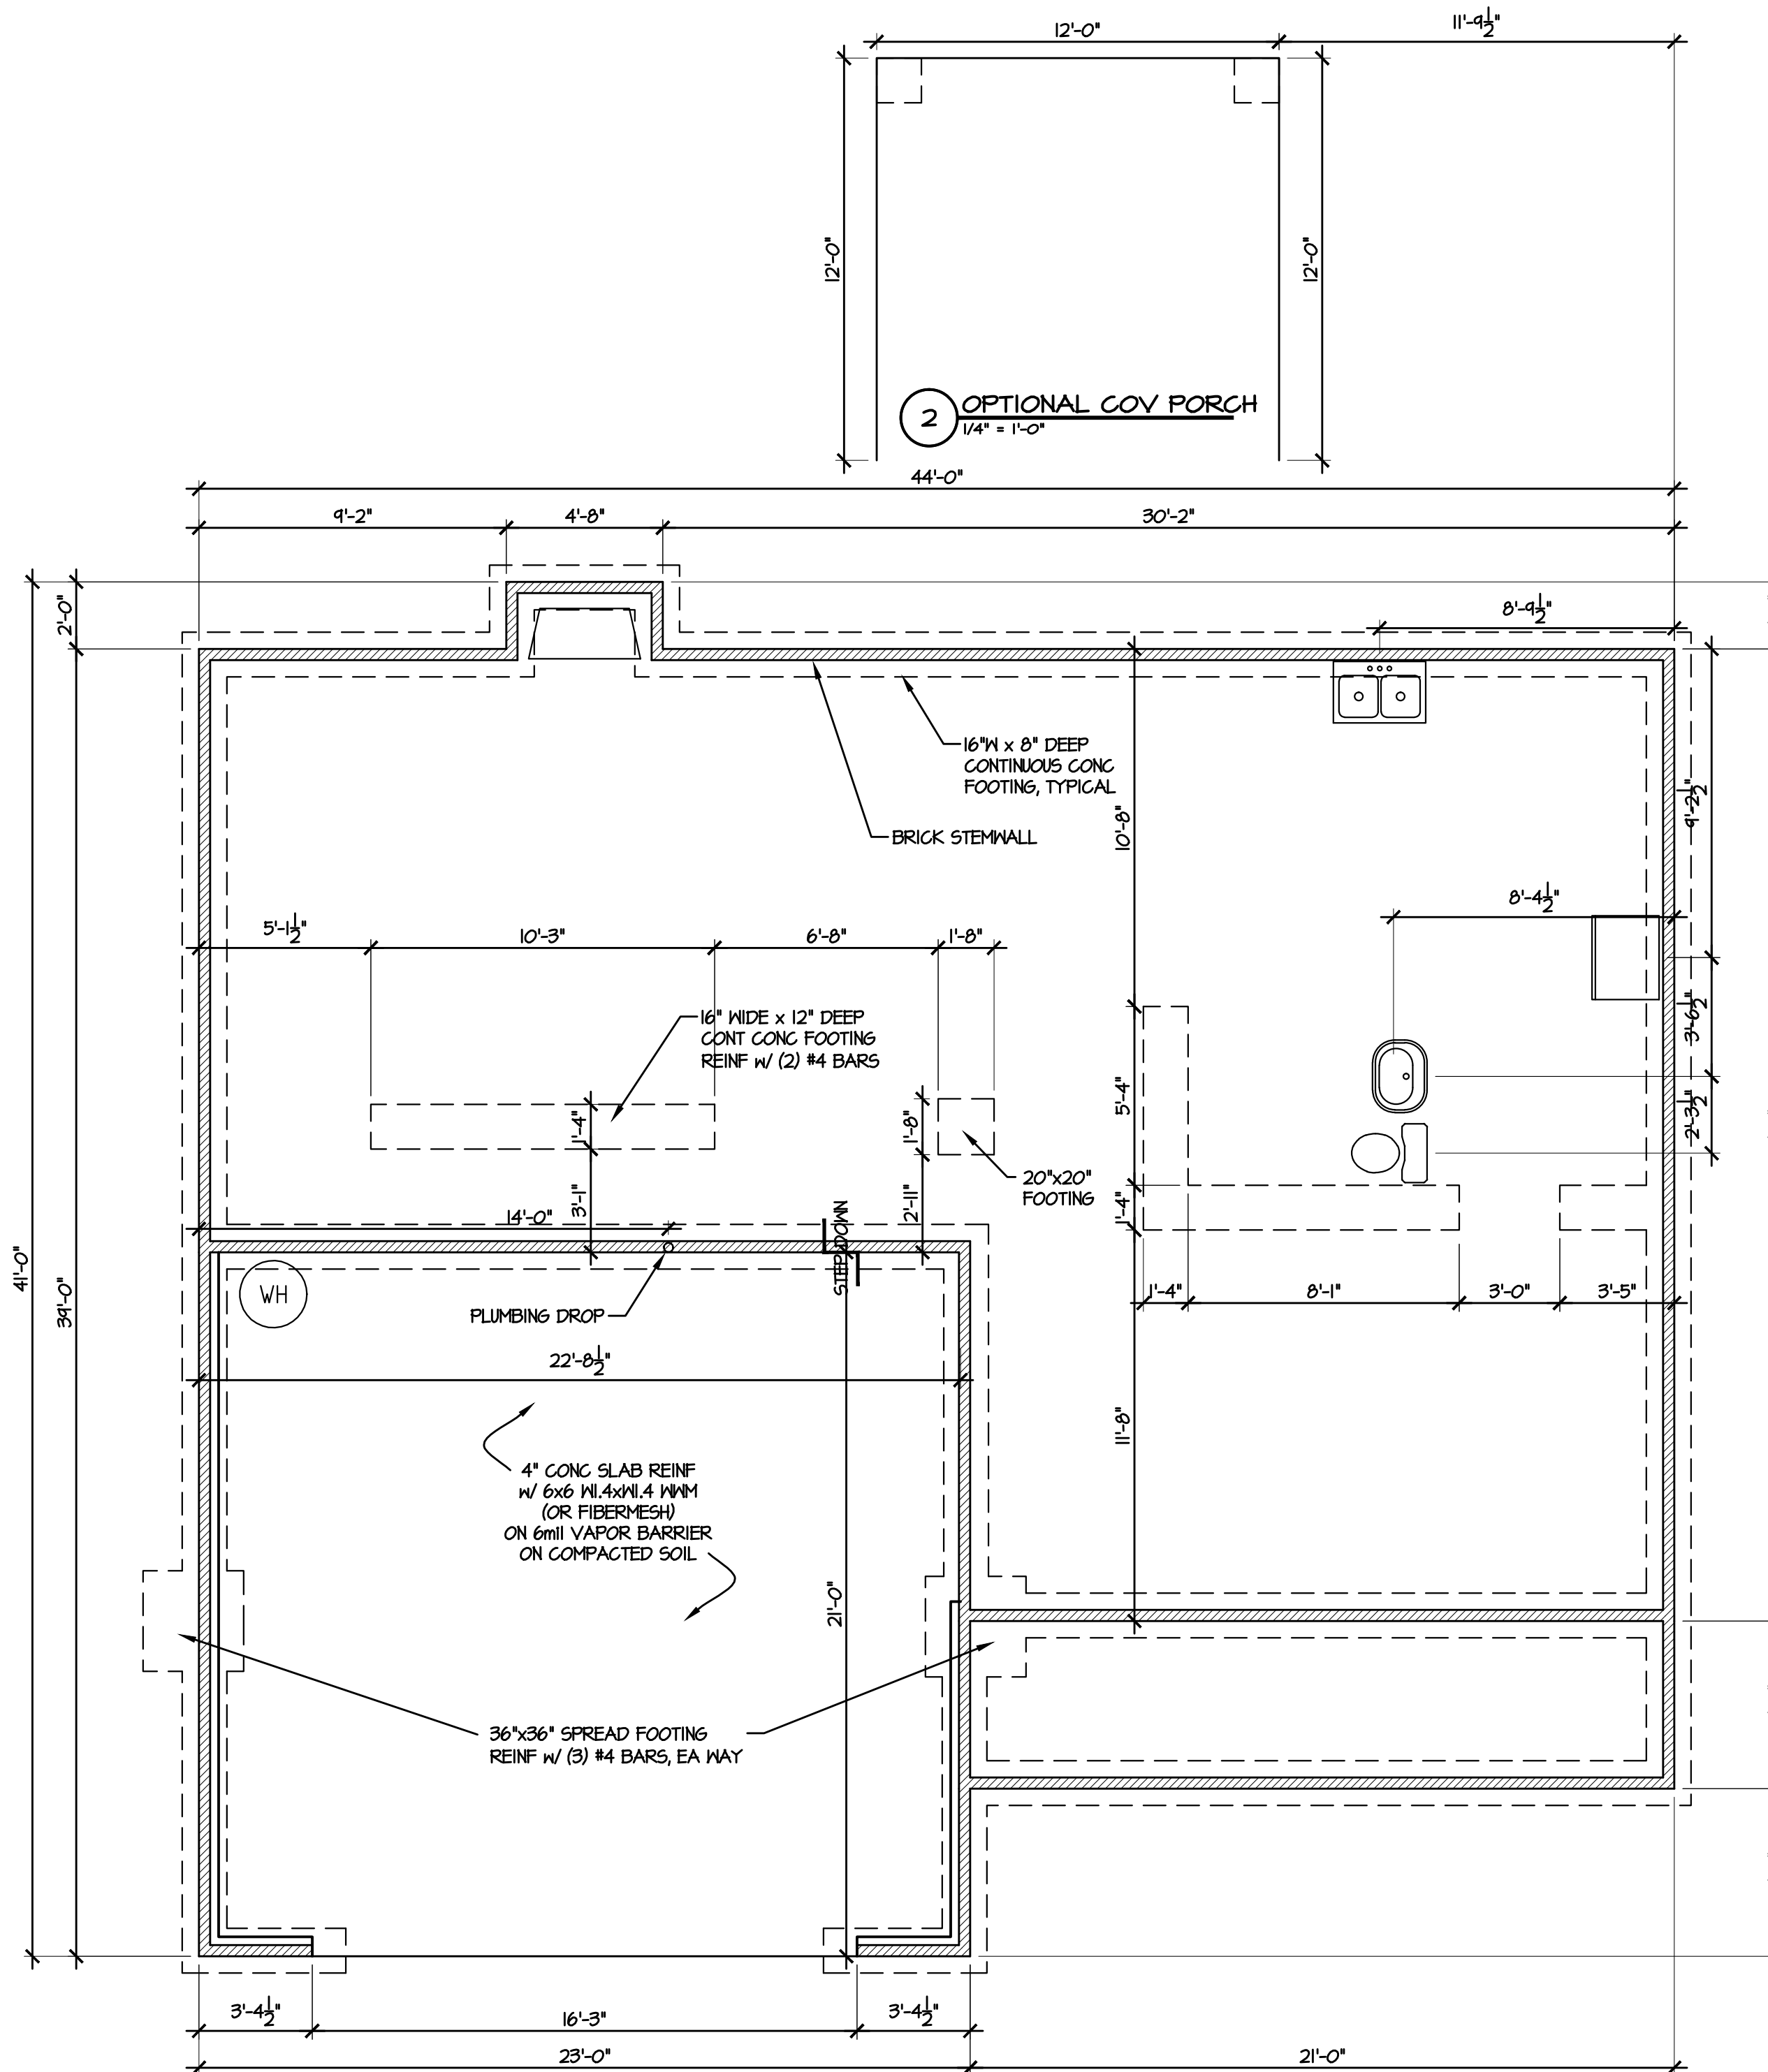 12'-0"
11'-9 1/2"
12'-0"
12'-0"
2
OPTIONAL COV PORCH
1/4" = 1'-0"
44'-0"
9'-2"
4'-8"
30'-2"
2'-0"
8'-9 1/2"
16"W x 8" DEEP
CONTINUOUS CONC
FOOTING, TYPICAL
BRICK STEMWALL
10'-8"
9'-2 1/2"
8'-4 1/2"
5'-1 1/2"
10'-3"
6'-8"
1'-8"
16" WIDE x 12" DEEP
CONT CONC FOOTING
REINF w/ (2) #4 BARS
3'-6 1/2"
5'-4"
2'-3 1/2"
1'-4"
1'-8"
20"x20"
FOOTING
3'-1"
2'-11"
1'-4"
14'-0"
STEP DOWN
41'-0"
39'-0"
WH
PLUMBING DROP
1'-4"
8'-1"
3'-0"
3'-5"
22'-8 1/2"
11'-8"
4" CONC SLAB REINF
w/ 6x6 W1.4xW1.4 WWM
(OR FIBERMESH)
ON 6mil VAPOR BARRIER
ON COMPACTED SOIL
21'-0"
36"x36" SPREAD FOOTING
REINF w/ (3) #4 BARS, EA WAY
3'-4 1/2"
16'-3"
3'-4 1/2"
23'-0"
21'-0"